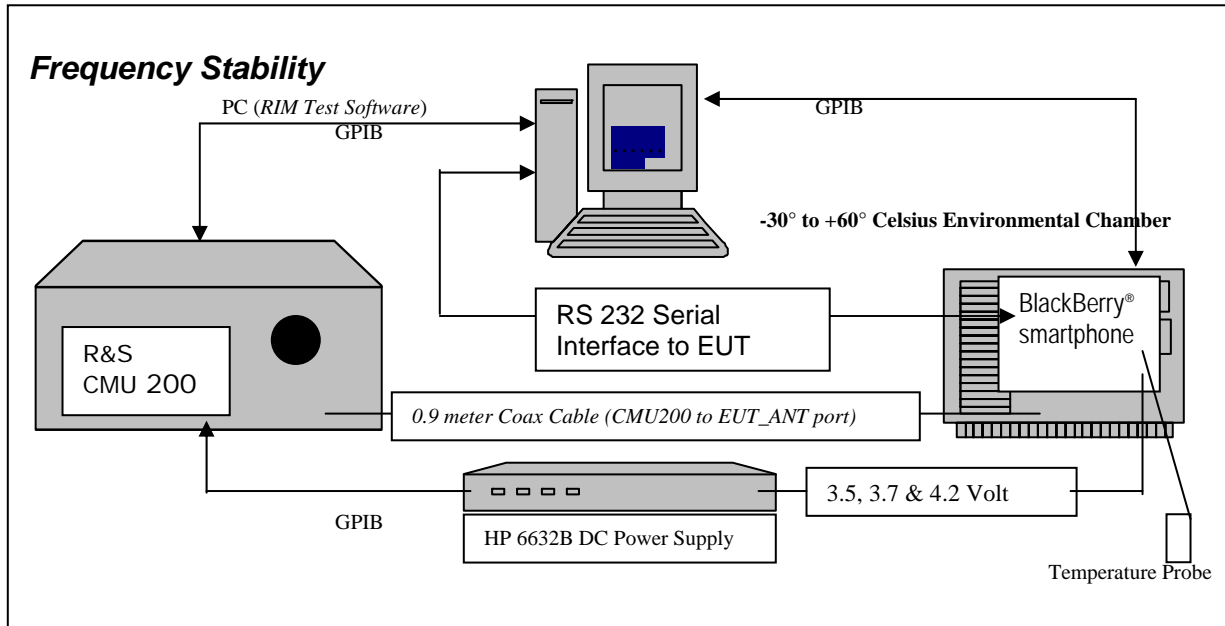 Frequency Stability
PC (RIM Test Software)
GPIB
GPIB
-30° to +60° Celsius Environmental Chamber
RS 232 Serial
Interface to EUT
BlackBerry®
smartphone
R&S
CMU 200
0.9 meter Coax Cable (CMU200 to EUT_ANT port)
3.5, 3.7 & 4.2 Volt
GPIB
HP 6632B DC Power Supply
Temperature Probe